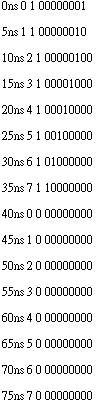 0ns 0 1 00000001
5ns 1 1 00000010
10ns 2 1 00000100
15ns 3 1 00001000
20ns 4 1 00010000
25ns 5 1 00100000
30ns 6 1 01000000
35ns 7 1 10000000
40ns 0 0 00000000
45ns 1 0 00000000
50ns 2 0 00000000
55ns 3 0 00000000
60ns 4 0 00000000
65ns 5 0 00000000
70ns 6 0 00000000
75ns 7 0 00000000